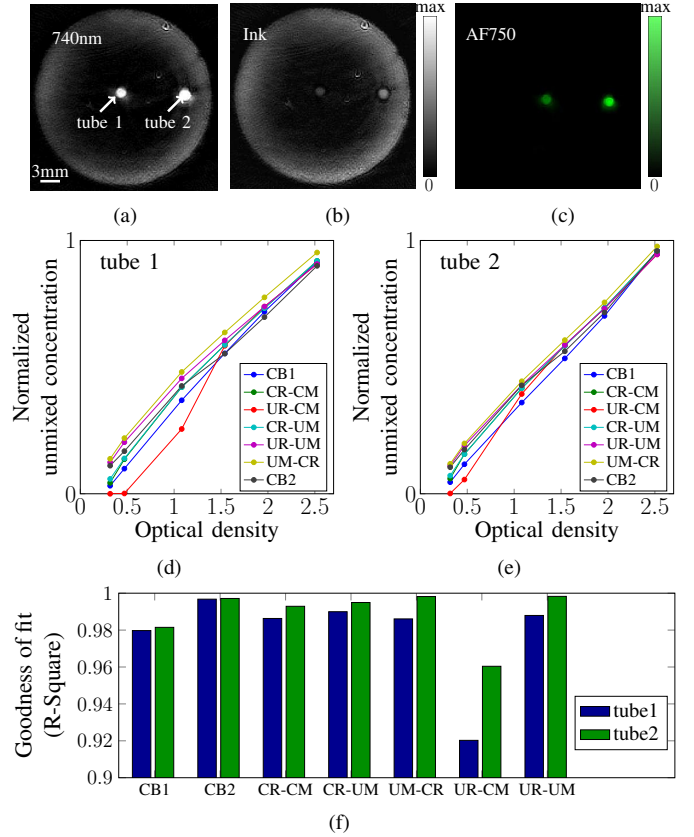 740nm
tube 1
tube 2
3mm
(a)
Ink
max
0
(b)
AF750
max
0
(c)
tube 1
Normalized
unmixed concentration
1
0
CB1
CR-CM
UR-CM
CR-UM
UR-UM
UM-CR
CB2
0 0.5 1 1.5 2 2.5
Optical density
(d)
tube 2
Normalized
unmixed concentration
1
0
CB1
CR-CM
UR-CM
CR-UM
UR-UM
UM-CR
CB2
0 0.5 1 1.5 2 2.5
Optical density
(e)
Goodness of fit
(R-Square)
1
0.98
0.96
0.94
0.92
0.9
tube1
tube2
CB1 CB2 CR-CM CR-UM UM-CR UR-CM UR-UM
(f)